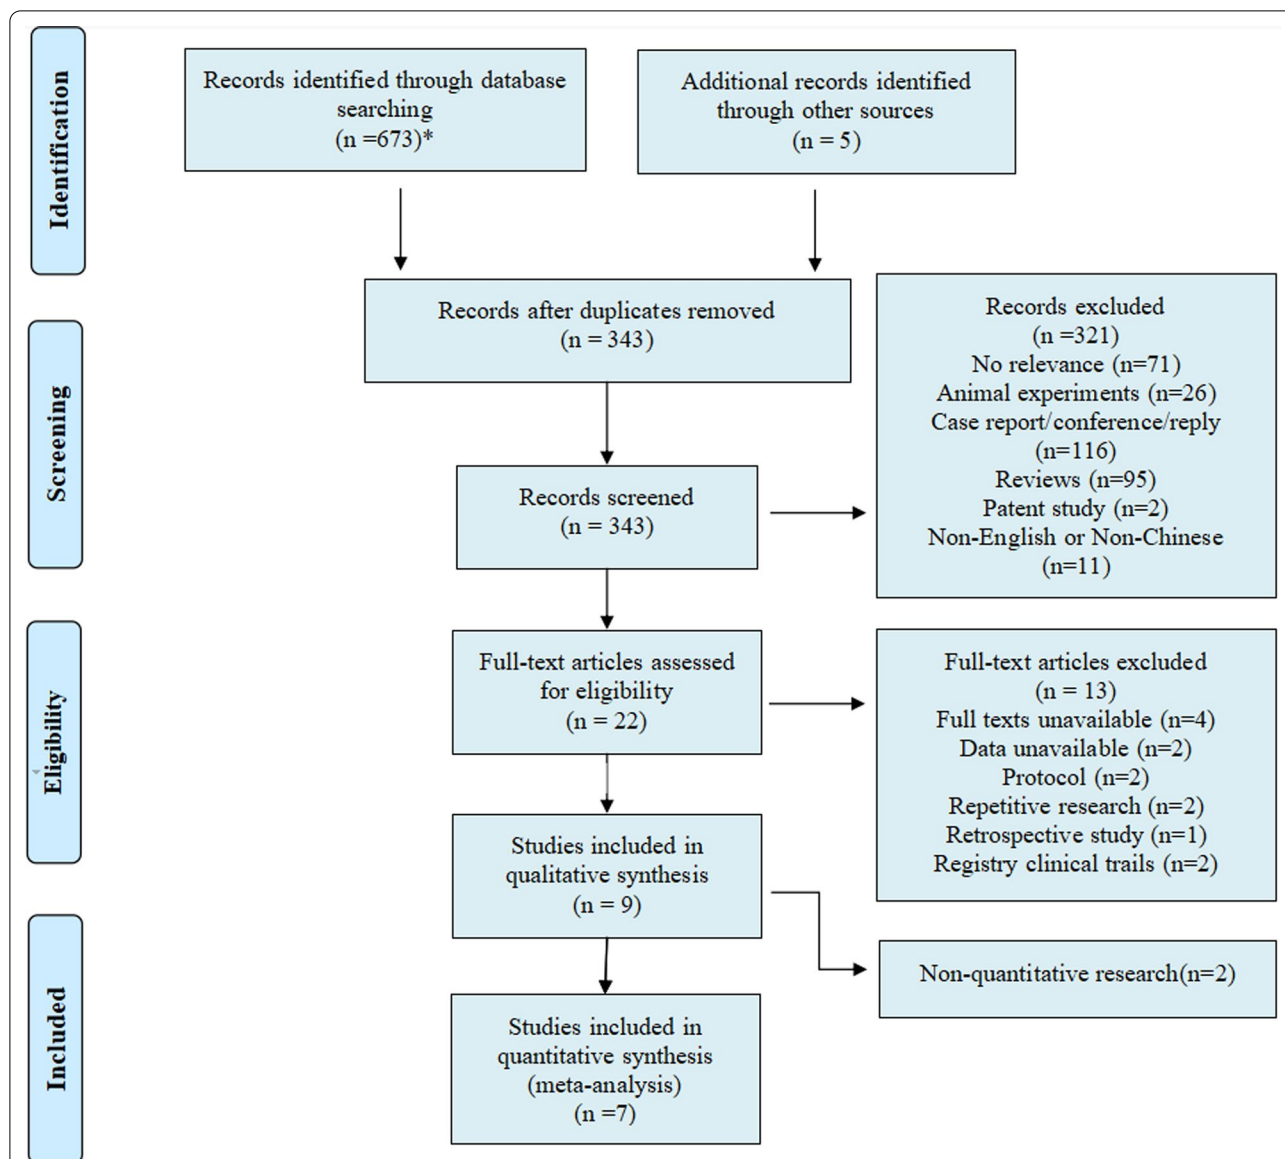 Identification
Records identified through database
searching
(n =673)*
Additional records identified
through other sources
(n = 5)
Records after duplicates removed
(n = 343)
Records excluded
(n =321)
No relevance (n=71)
Animal experiments (n=26)
Case report/conference/reply
(n=116)
Reviews (n=95)
Patent study (n=2)
Non-English or Non-Chinese
(n=11)
Screening
Records screened
(n = 343)
Eligibility
Full-text articles assessed
for eligibility
(n = 22)
Full-text articles excluded
(n = 13)
Full texts unavailable (n=4)
Data unavailable (n=2)
Protocol (n=2)
Repetitive research (n=2)
Retrospective study (n=1)
Registry clinical trails (n=2)
Studies included in
qualitative synthesis
(n = 9)
Non-quantitative research(n=2)
Included
Studies included in
quantitative synthesis
(meta-analysis)
(n =7)